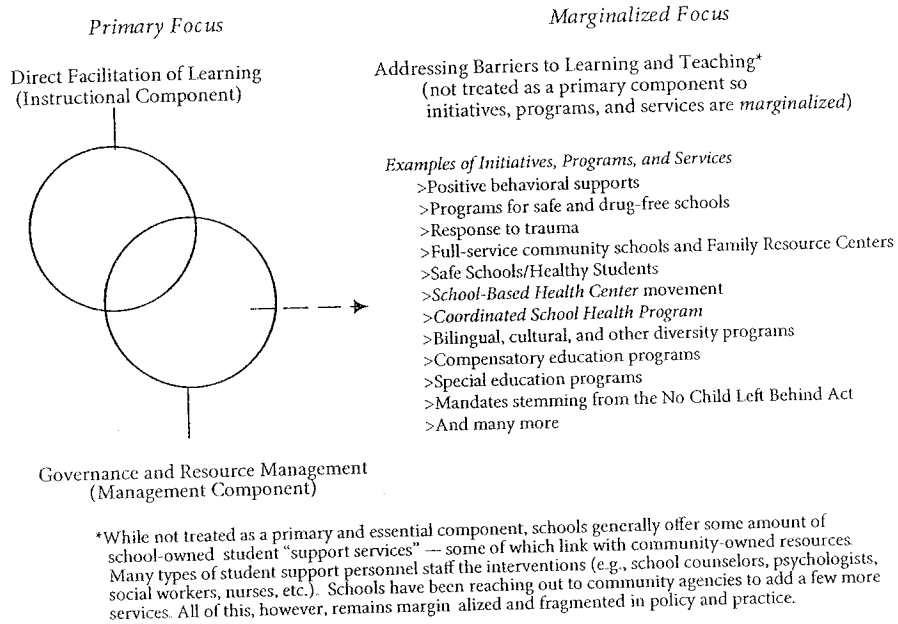 Primary Focus
Direct Facilitation of Learning
(Instructional Component)
Governance and Resource Management
(Management Component)
Marginalized Focus
Addressing Barriers to Learning and Teaching*
(not treated as a primary component so
initiatives, programs, and services are marginalized)
Examples of Initiatives, Programs, and Services
>Positive behavioral supports
>Programs for safe and drug-free schools
>Response to trauma
>Full-service community schools and Family Resource Centers
>Safe Schools/Healthy Students
>School-Based Health Center movement
>Coordinated School Health Program
>Bilingual, cultural, and other diversity programs
>Compensatory education programs
>Special education programs
>Mandates stemming from the No Child Left Behind Act
>And many more
*While not treated as a primary and essential component, schools generally offer some amount of
school-owned student “support services” — some of which link with community-owned resources.
Many types of student support personnel staff the interventions (e.g., school counselors, psychologists,
social workers, nurses, etc.). Schools have been reaching out to community agencies to add a few more
services. All of this, however, remains margin alized and fragmented in policy and practice.